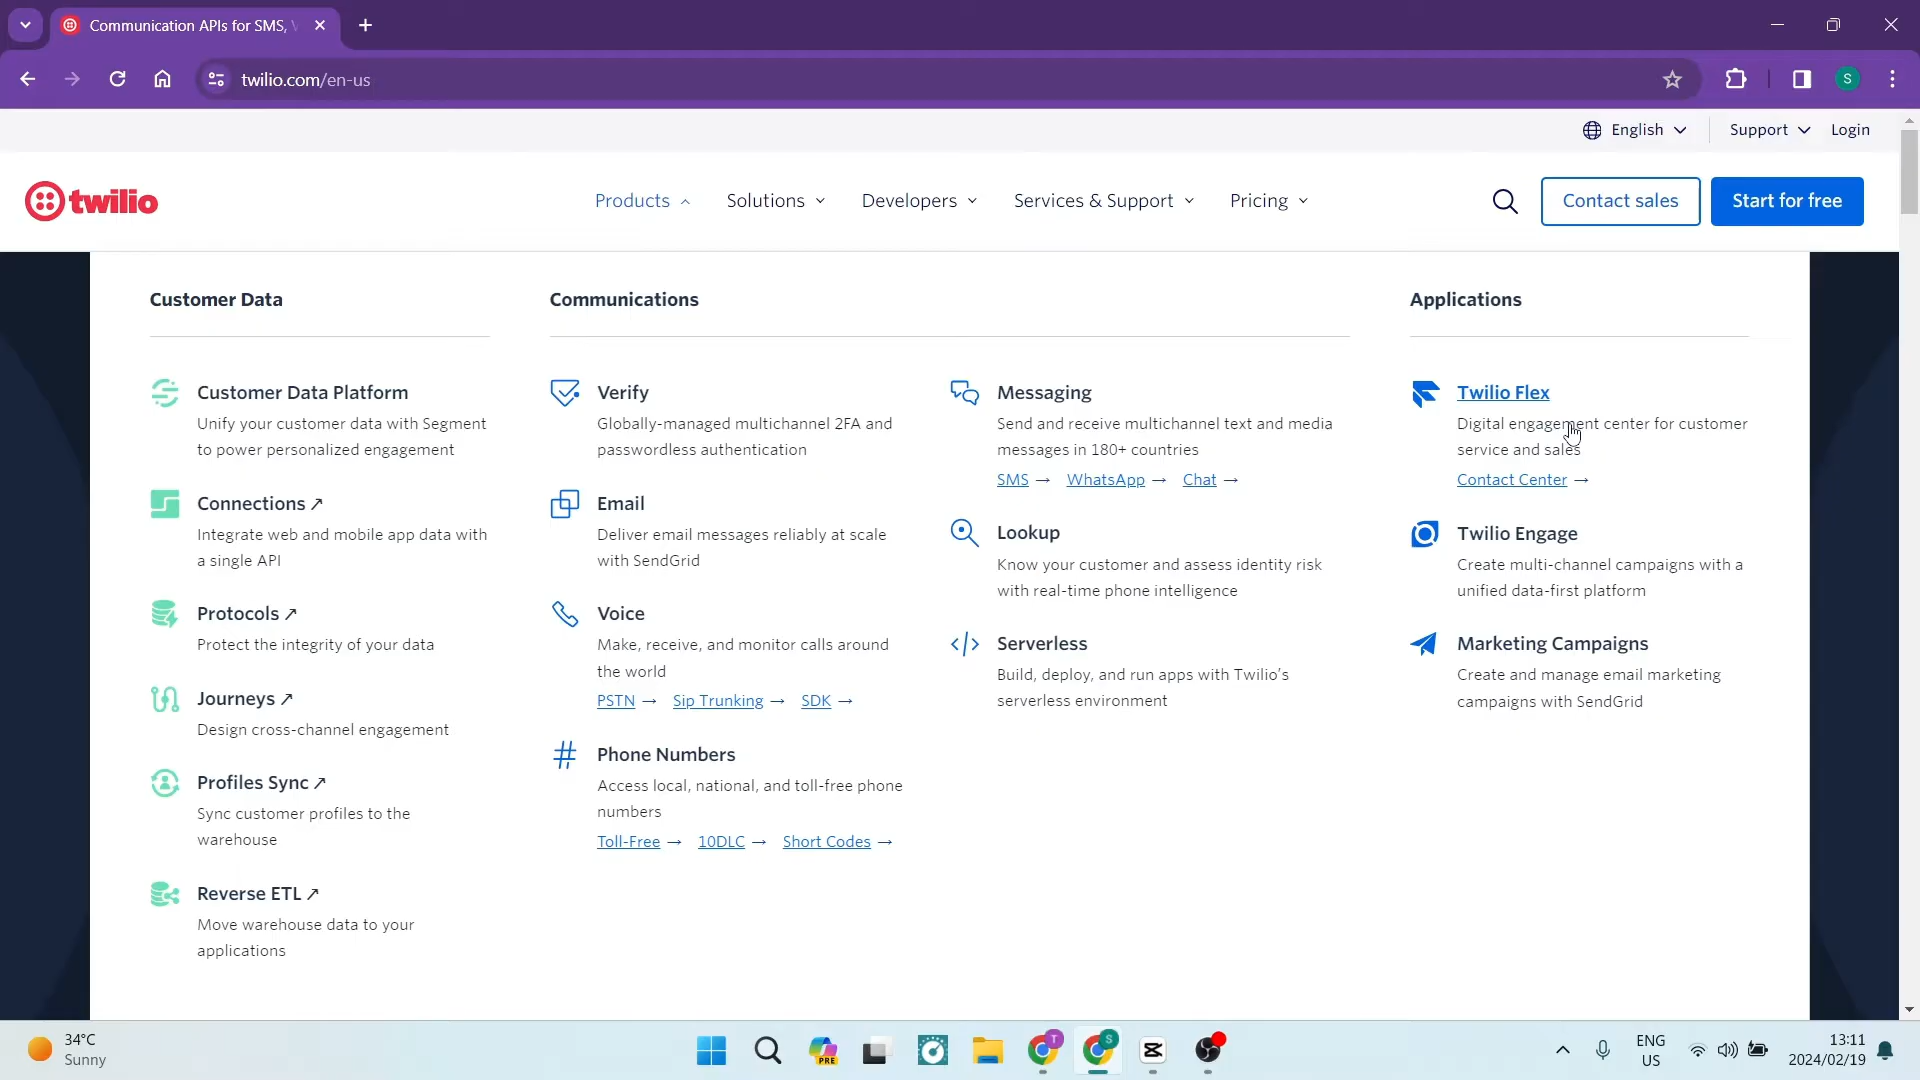 Communication APIs for SMS, V
twilio.com/en-us
S
English
Support
Login
twilio
Products
Solutions
Developers
Services & Support
Pricing
Contact sales
Start for free
Customer Data
Customer Data Platform
Unify your customer data with Segment
to power personalized engagement
Connections ↗
Integrate web and mobile app data with
a single API
Protocols ↗
Protect the integrity of your data
Journeys ↗
Design cross-channel engagement
Profiles Sync ↗
Sync customer profiles to the
warehouse
Reverse ETL ↗
Move warehouse data to your
applications
Communications
Verify
Globally-managed multichannel 2FA and
passwordless authentication
Email
Deliver email messages reliably at scale
with SendGrid
Voice
Make, receive, and monitor calls around
the world
PSTN → Sip Trunking → SDK →
Phone Numbers
Access local, national, and toll-free phone
numbers
Toll-Free → 10DLC → Short Codes →
Messaging
Send and receive multichannel text and media
messages in 180+ countries
SMS → WhatsApp → Chat →
Lookup
Know your customer and assess identity risk
with real-time phone intelligence
Serverless
Build, deploy, and run apps with Twilio’s
serverless environment
Applications
Twilio Flex
Digital engagement center for customer
service and sales
Contact Center →
Twilio Engage
Create multi-channel campaigns with a
unified data-first platform
Marketing Campaigns
Create and manage email marketing
campaigns with SendGrid
34°C
Sunny
PRE
T
S
ENG
US
13:11
2024/02/19